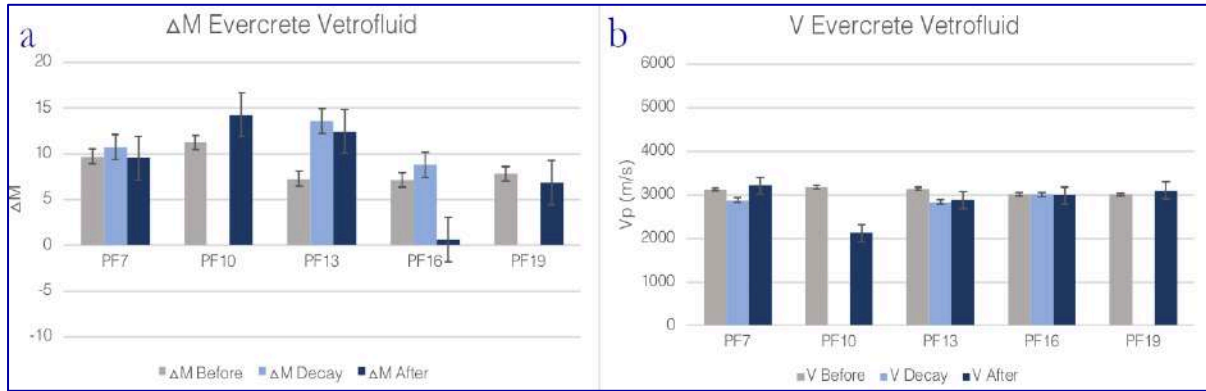 a
ΔM Evercrete Vetrofluid
20
15
10
5
0
-5
-10
ΔM
PF7 PF10 PF13 PF16 PF19
ΔM Before ΔM Decay ΔM After
b
V Evercrete Vetrofluid
6000
5000
4000
3000
2000
1000
0
Vp (m/s)
PF7 PF10 PF13 PF16 PF19
V Before V Decay V After